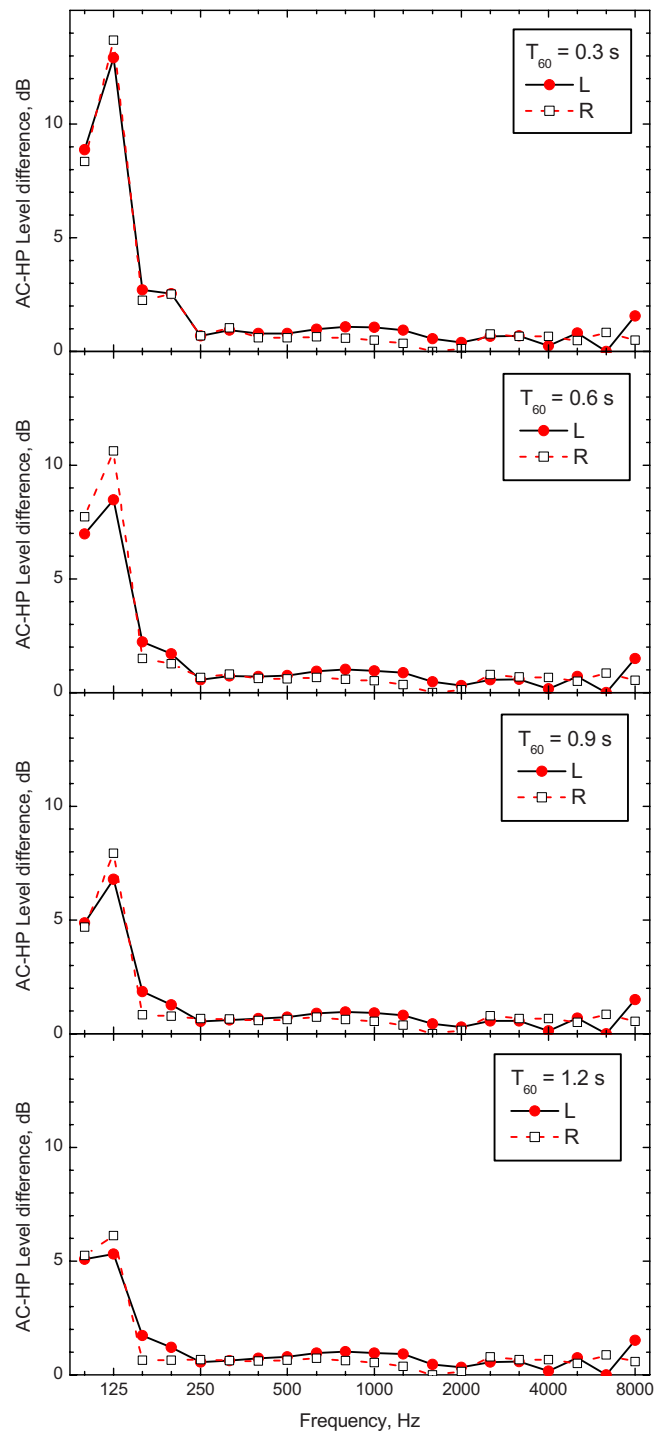 T60 = 0.3 s
L
R
10
5
0
AC-HP Level difference, dB
T60 = 0.6 s
L
R
10
5
0
AC-HP Level difference, dB
T60 = 0.9 s
L
R
10
5
0
AC-HP Level difference, dB
T60 = 1.2 s
L
R
10
5
0
AC-HP Level difference, dB
125 250 500 1000 2000 4000 8000
Frequency, Hz